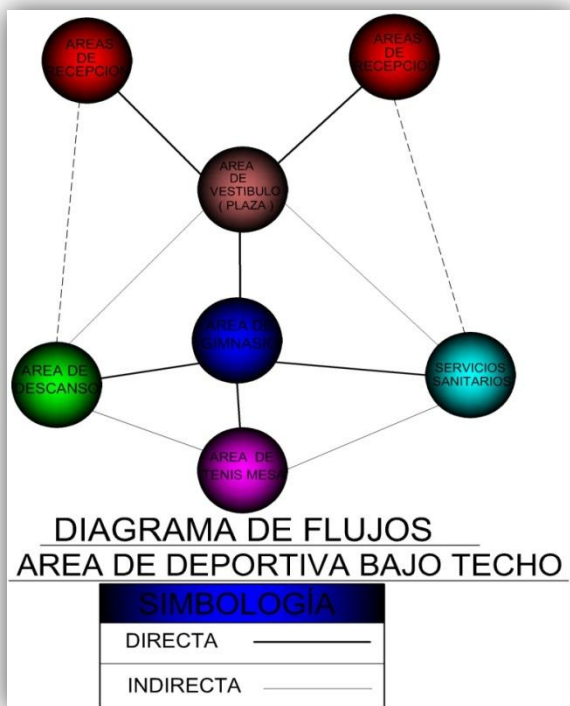 AREAS
DE
RECEPCION
AREAS
DE
RECEPCION
AREA
DE
VESTIBULO
( PLAZA )
AREA DE
GIMNASIO
AREA DE
DESCANSO
SERVICIOS
SANITARIOS
AREA DE
TENIS MESA
DIAGRAMA DE FLUJOS
AREA DE DEPORTIVA BAJO TECHO
SIMBOLOGÍA
DIRECTA
INDIRECTA